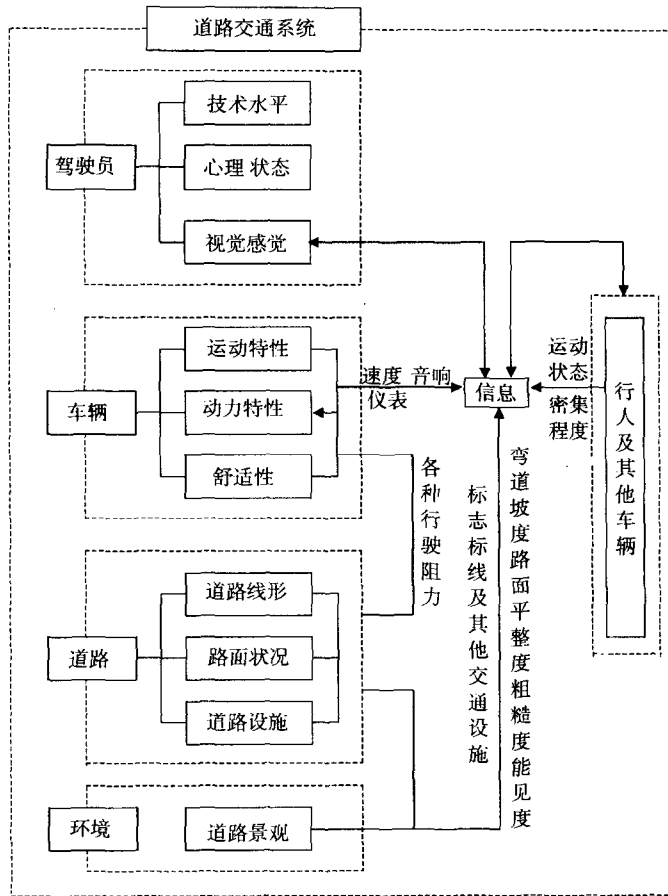 道路交通系统
驾驶员
技术水平
心理 状态
视觉感觉
车辆
运动特性
动力特性
舒适性
速度 音响
仪表
信息
运动
状态
密集
程度
行人及其他车辆
各种行驶阻力
标志标线及其他交通设施
弯道坡度路面平整度粗糙度能见度
道路
道路线形
路面状况
道路设施
环境
道路景观